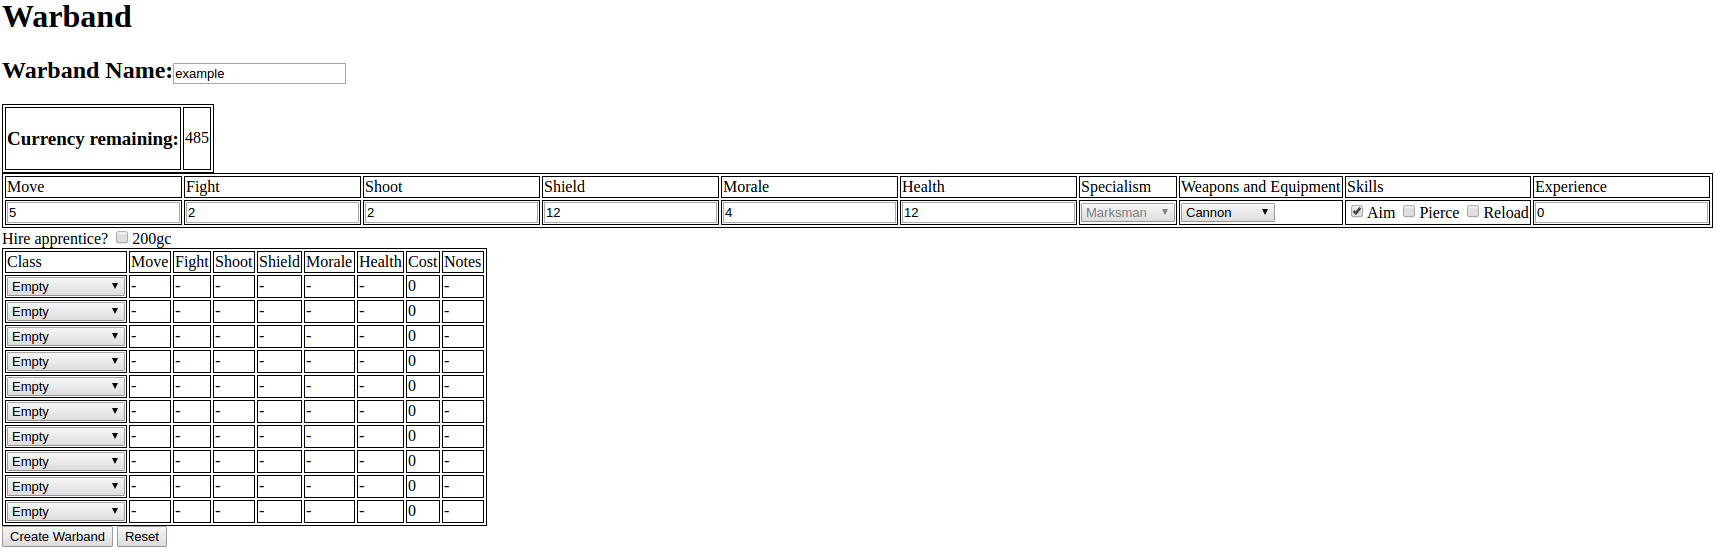 Warband
Warband Name: example
Currency remaining: 485
Move Fight Shoot Shield Morale Health Specialism Weapons and Equipment Skills Experience
5 2 2 12 4 12 Marksman Cannon Aim Pierce Reload 0
Hire apprentice? 200gc
Class Move Fight Shoot Shield Morale Health Cost Notes
Empty - - - - - - 0 -
Empty - - - - - - 0 -
Empty - - - - - - 0 -
Empty - - - - - - 0 -
Empty - - - - - - 0 -
Empty - - - - - - 0 -
Empty - - - - - - 0 -
Empty - - - - - - 0 -
Empty - - - - - - 0 -
Empty - - - - - - 0 -
Create Warband Reset